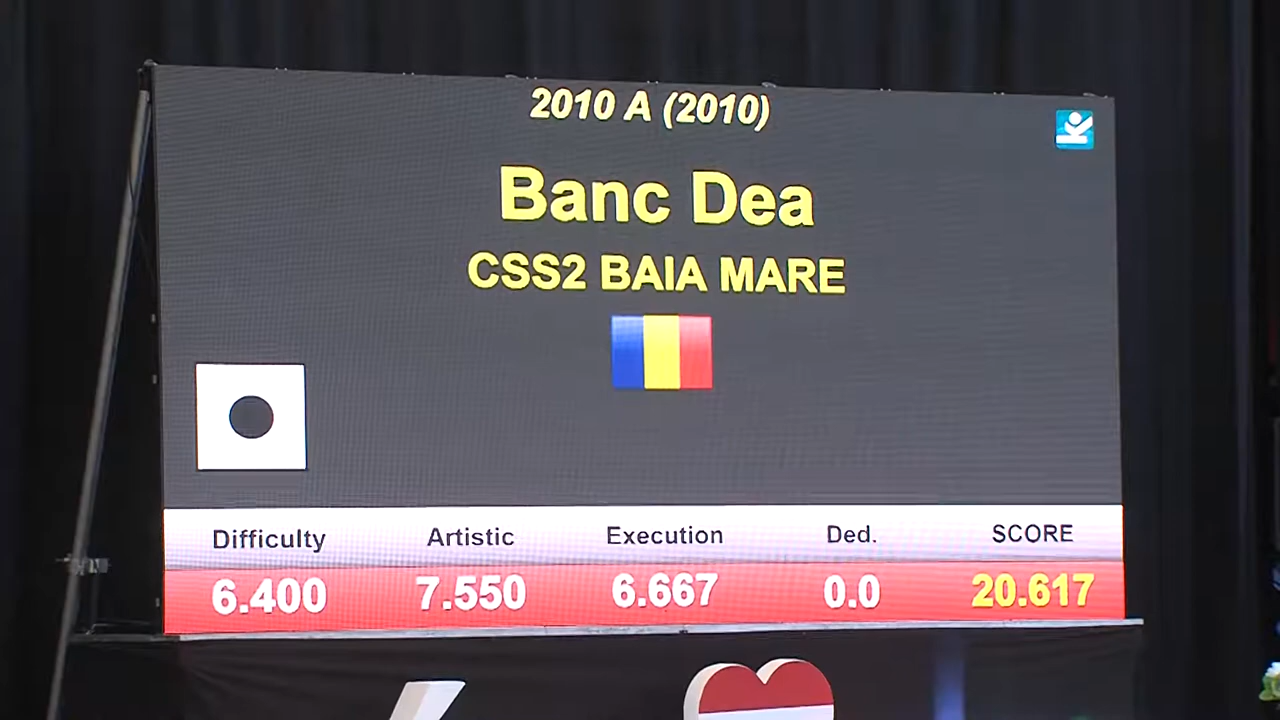 2010 A (2010)
Banc Dea
CSS2 BAIA MARE
Difficulty Artistic Execution Ded. SCORE
6.400 7.550 6.667 0.0 20.617